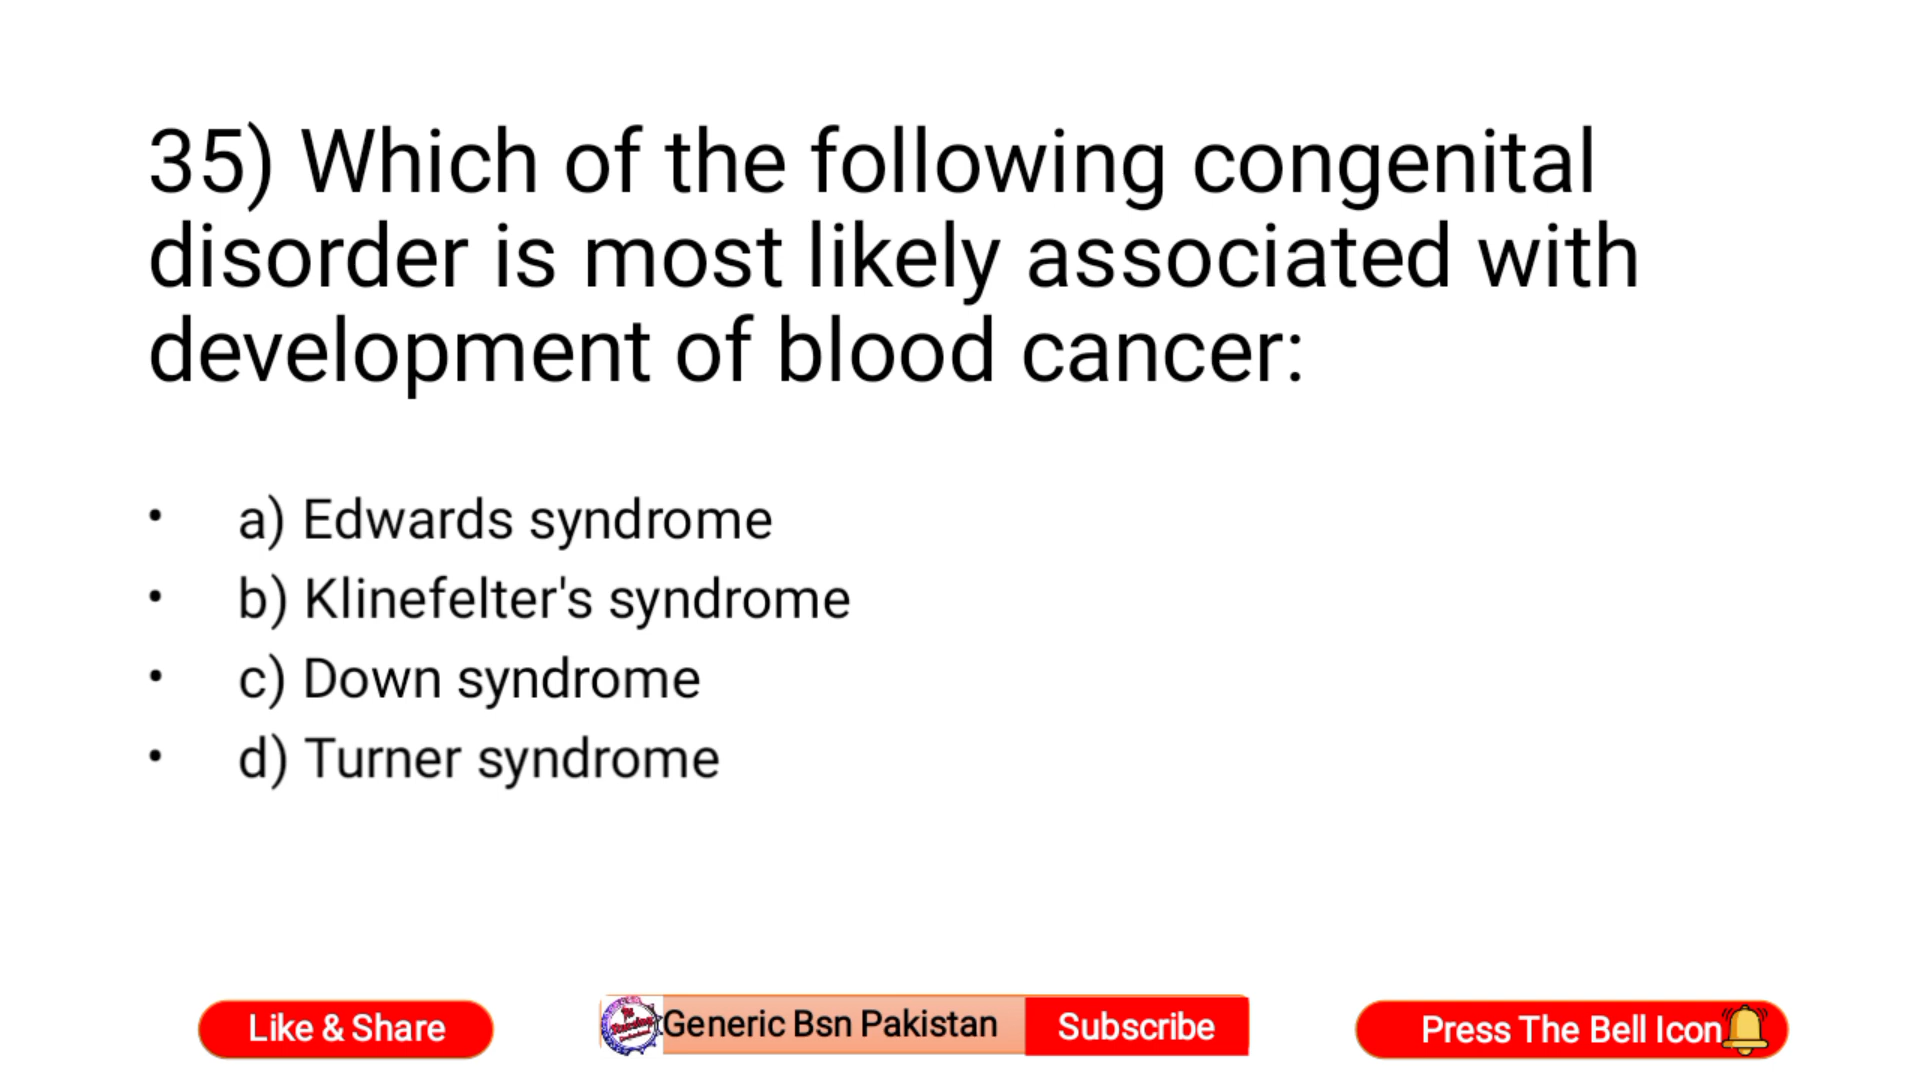 35) Which of the following congenital
disorder is most likely associated with
development of blood cancer:
• a) Edwards syndrome
• b) Klinefelter's syndrome
• c) Down syndrome
• d) Turner syndrome
Like & Share
Generic Bsn Pakistan
Subscribe
Press The Bell Icon